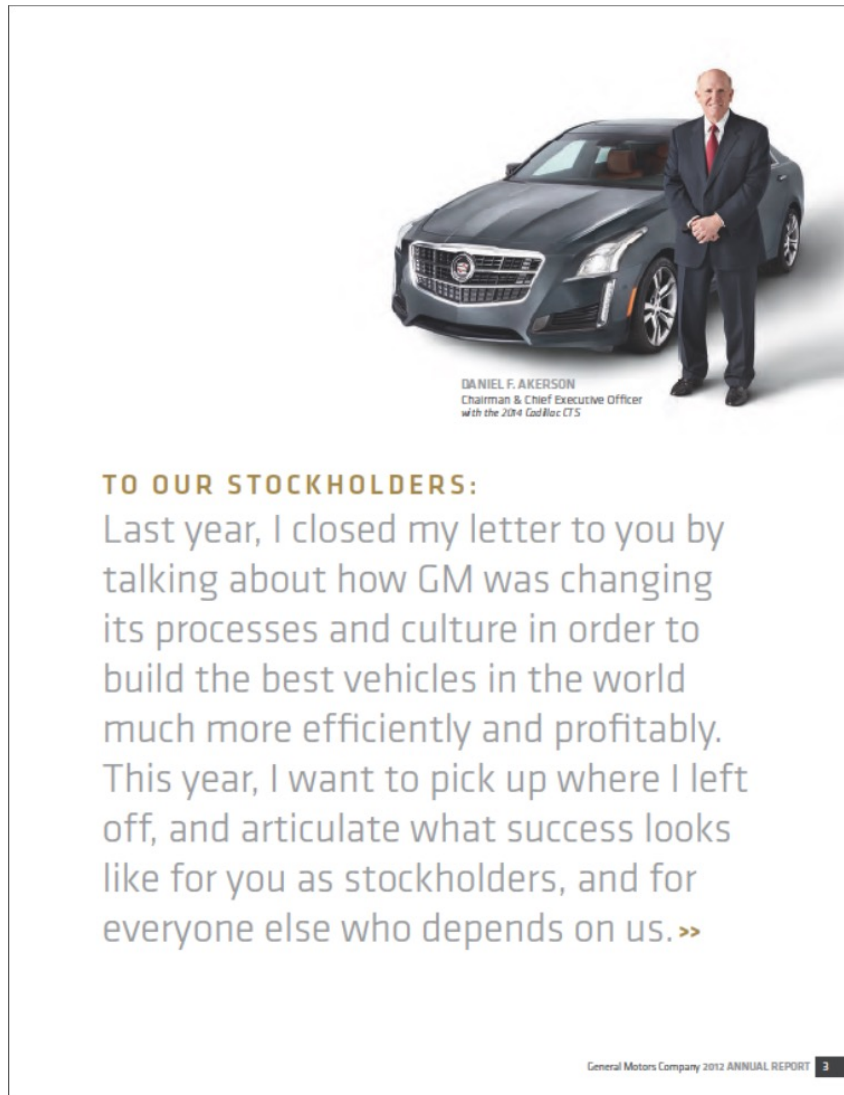 DANIEL F. AKERSON
Chairman & Chief Executive Officer
with the 2014 Cadillac CTS
TO OUR STOCKHOLDERS:
Last year, I closed my letter to you by
talking about how GM was changing
its processes and culture in order to
build the best vehicles in the world
much more efficiently and profitably.
This year, I want to pick up where I left
off, and articulate what success looks
like for you as stockholders, and for
everyone else who depends on us. »
General Motors Company 2012 ANNUAL REPORT 3